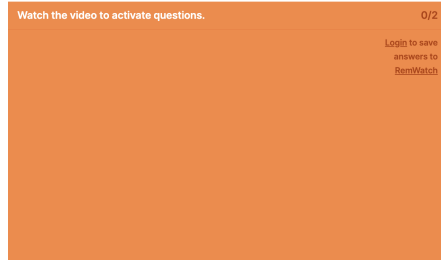 Watch the video to activate questions.
0/2
Login to save
answers to
RemWatch